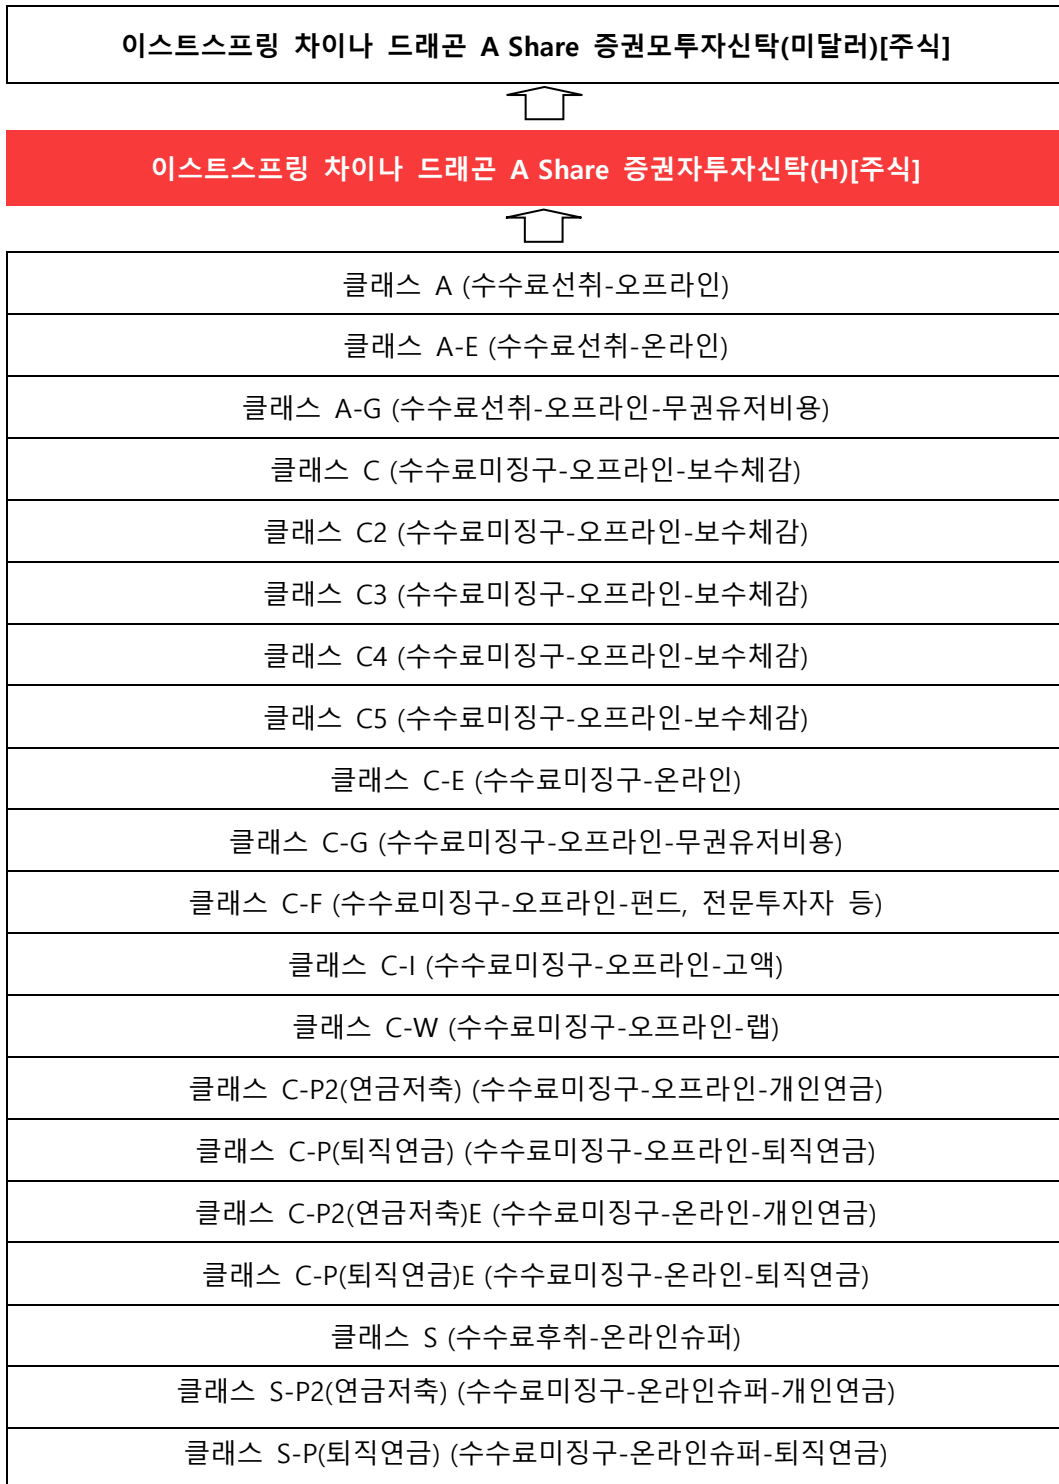 이스트스프링 차이나 드래곤 A Share 증권모투자신탁(미달러)[주식]
이스트스프링 차이나 드래곤 A Share 증권자투자신탁(H)[주식]
클래스 A (수수료선취-오프라인)
클래스 A-E (수수료선취-온라인)
클래스 A-G (수수료선취-오프라인-무권유저비용)
클래스 C (수수료미징구-오프라인-보수체감)
클래스 C2 (수수료미징구-오프라인-보수체감)
클래스 C3 (수수료미징구-오프라인-보수체감)
클래스 C4 (수수료미징구-오프라인-보수체감)
클래스 C5 (수수료미징구-오프라인-보수체감)
클래스 C-E (수수료미징구-온라인)
클래스 C-G (수수료미징구-오프라인-무권유저비용)
클래스 C-F (수수료미징구-오프라인-펀드, 전문투자자 등)
클래스 C-I (수수료미징구-오프라인-고액)
클래스 C-W (수수료미징구-오프라인-랩)
클래스 C-P2(연금저축) (수수료미징구-오프라인-개인연금)
클래스 C-P(퇴직연금) (수수료미징구-오프라인-퇴직연금)
클래스 C-P2(연금저축)E (수수료미징구-온라인-개인연금)
클래스 C-P(퇴직연금)E (수수료미징구-온라인-퇴직연금)
클래스 S (수수료후취-온라인슈퍼)
클래스 S-P2(연금저축) (수수료미징구-온라인슈퍼-개인연금)
클래스 S-P(퇴직연금) (수수료미징구-온라인슈퍼-퇴직연금)